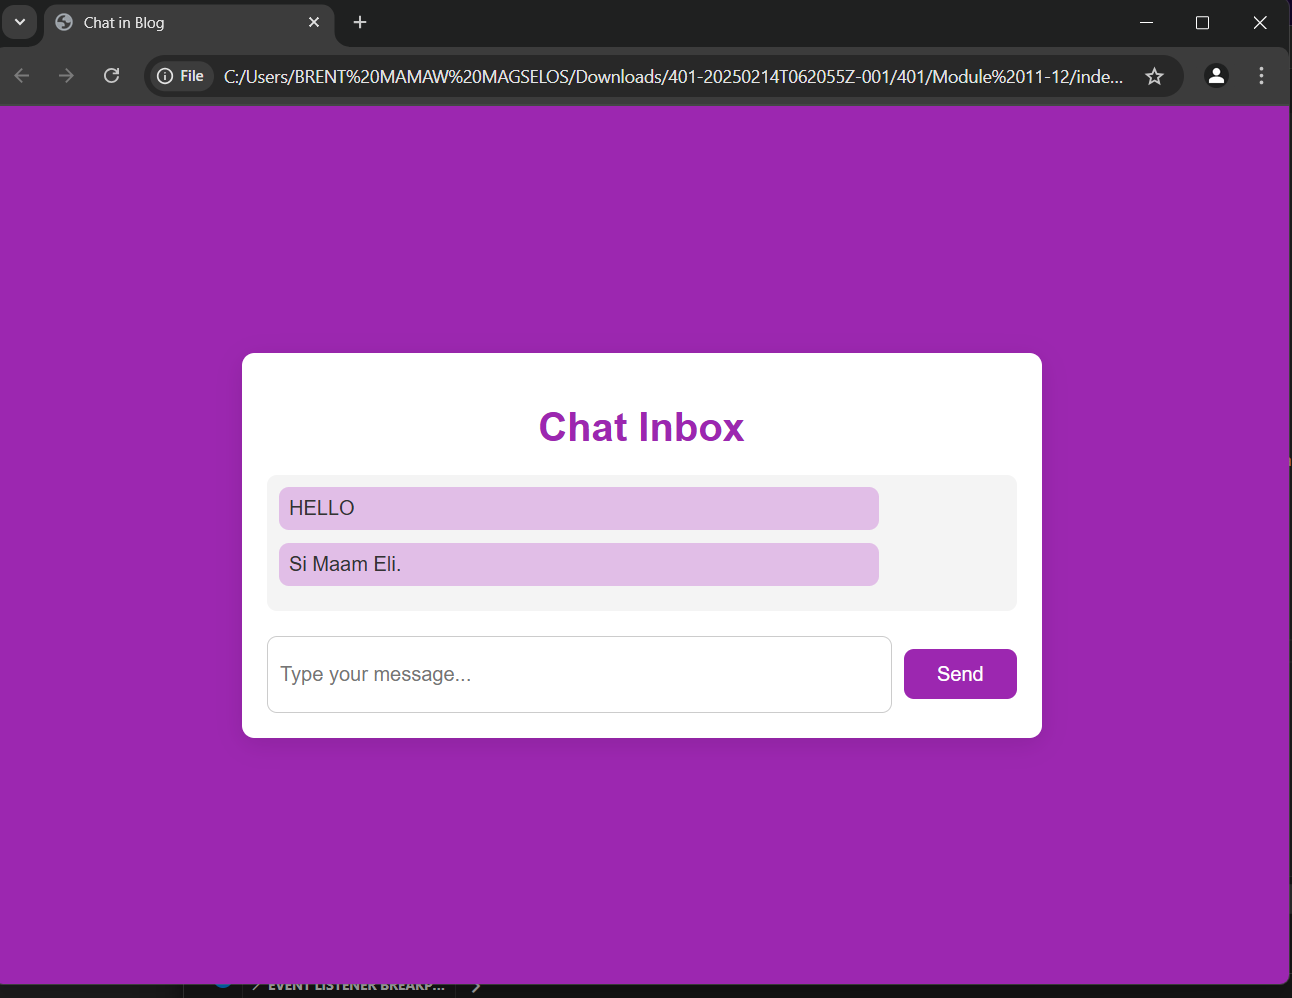 Chat in Blog
File
C:/Users/BRENT%20MAMAW%20MAGSELOS/Downloads/401-20250214T062055Z-001/401/Module%2011-12/inde...
Chat Inbox
HELLO
Si Maam Eli.
Type your message...
Send
EVENT LISTENER BREAKP...